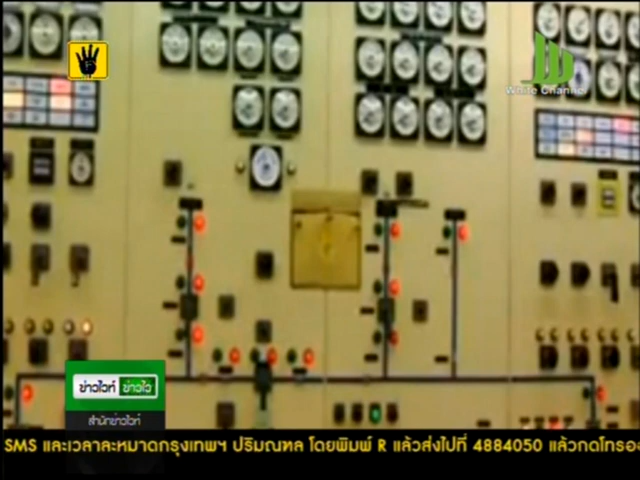 White Channel
ข่าวไวท์ ข่าวไว
สำนักข่าวไวท์
SMS และเวลาละหมาดกรุงเทพฯ ปริมณฑล โดยพิมพ์ R แล้วส่งไปที่ 4884050 แล้วกดโทรออ